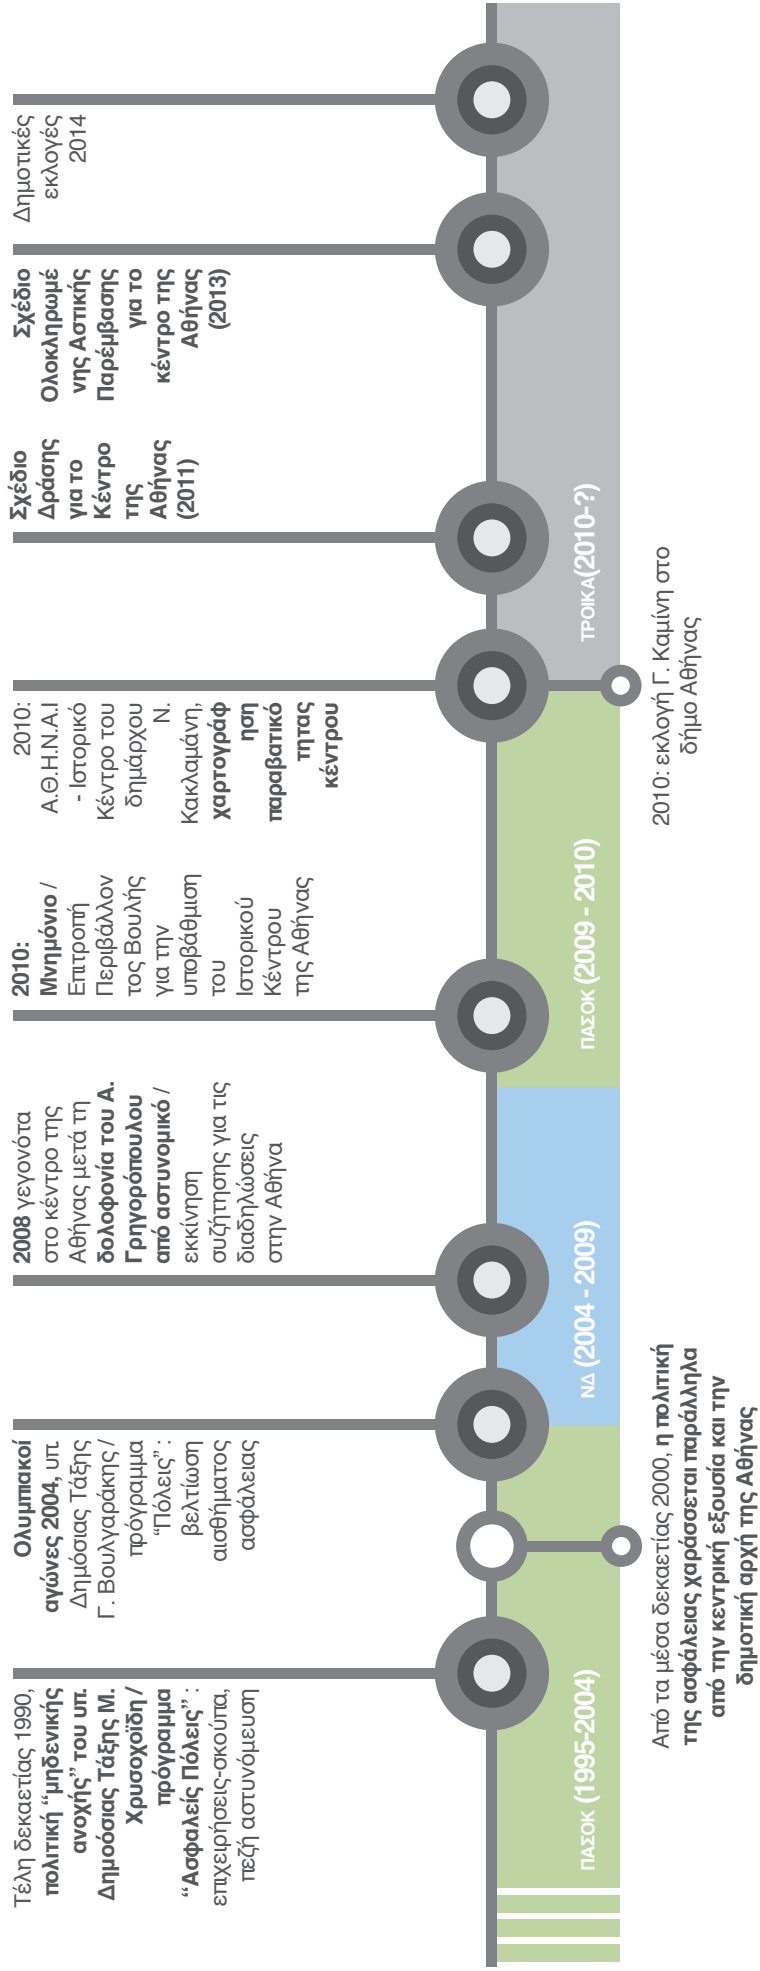 Τέλη δεκαετίας 1990,
πολιτική “μηδενικής
ανοχής” του υπ.
Δημοόσιας Τάξης Μ.
Χρυσοχοϊδη /
πρόγραμμα
“Ασφαλείς Πόλεις” :
επιχειρήσεις-σκούπα,
πεζή αστυνόμευση
Ολυμπιακοί
αγώνες 2004, υπ.
Δημόσιας Τάξης
Γ. Βουλγαράκης /
πρόγραμμα
“Πόλεις” :
βελτίωση
αισθήματος
ασφάλειας
2008 γεγονότα
στο κέντρο της
Αθήνας μετά τη
δολοφονία του Α.
Γρηγορόπουλου
από αστυνομικό /
εκκίνηση
συζήτησης για τις
διαδηλώσεις
στην Αθήνα
2010:
Μνημόνιο /
Επιτροπή
Περιβάλλον
τος Βουλής
για την
υποβάθμιση
του
Ιστορικού
Κέντρου
της Αθήνας
2010:
Α.Θ.Η.Ν.Α.Ι
- Ιστορικό
Κέντρο του
δημάρχου
Ν.
Κακλαμάνη,
χαρτογράφ
ηση
παραβατικό
τητας
κέντρου
Σχέδιο
Δράσης
για το
Κέντρο
της
Αθήνας
(2011)
Σχέδιο
Ολοκληρωμέ
νης Αστικής
Παρέμβασης
για το
κέντρο της
Αθήνας
(2013)
Δημοτικές
εκλογές
2014
ΠΑΣΟΚ (1995-2004)
ΝΔ (2004 - 2009)
ΠΑΣΟΚ (2009 - 2010)
ΤΡΟΙΚΑ(2010-?)
Από τα μέσα δεκαετίας 2000, η πολιτική
της ασφάλειας χαράσσεται παράλληλα
από την κεντρική εξουσία και την
δημοτική αρχή της Αθήνας
2010: εκλογή Γ. Καμίνη στο
δήμο Αθήνας